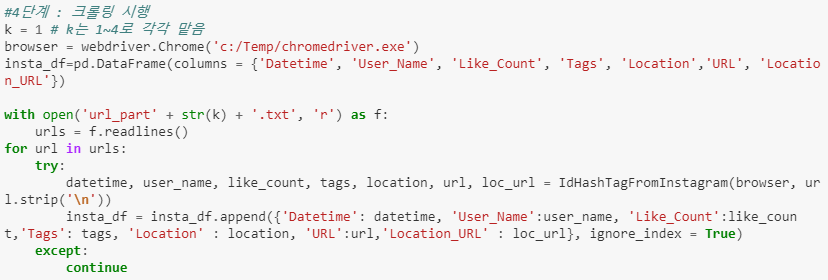 #4단계 : 크롤링 시행
k = 1 # k는 1~4로 각각 맡음
browser = webdriver.Chrome('c:/Temp/chromedriver.exe')
insta_df=pd.DataFrame(columns = {'Datetime', 'User_Name', 'Like_Count', 'Tags', 'Location','URL', 'Locatio
n_URL'})
with open('url_part' + str(k) + '.txt', 'r') as f:
    urls = f.readlines()
for url in urls:
    try:
        datetime, user_name, like_count, tags, location, url, loc_url = IdHashTagFromInstagram(browser, ur
l.strip('\n'))
        insta_df = insta_df.append({'Datetime': datetime, 'User_Name':user_name, 'Like_Count':like_coun
t,'Tags': tags, 'Location' : location, 'URL':url,'Location_URL' : loc_url}, ignore_index = True)
    except:
        continue